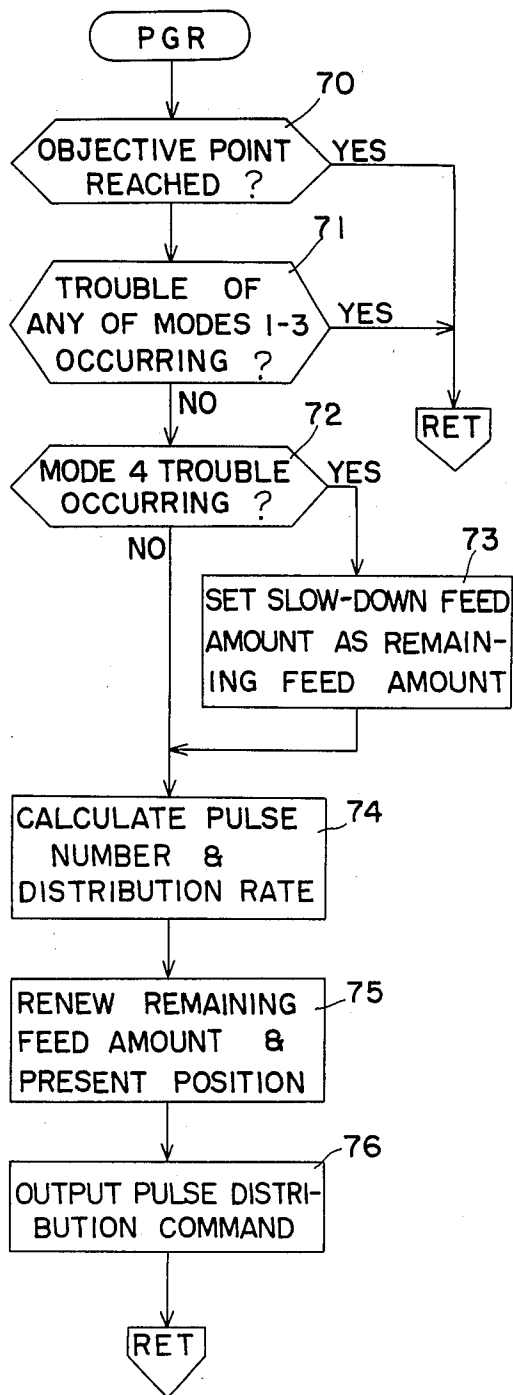 PGR
70
OBJECTIVE POINT
REACHED ?
YES
71
TROUBLE OF
ANY OF MODES 1-3
OCCURRING ?
YES
NO
RET
72
MODE 4 TROUBLE
OCCURRING ?
YES
NO
73
SET SLOW-DOWN FEED
AMOUNT AS REMAIN-
ING FEED AMOUNT
74
CALCULATE PULSE
NUMBER &
DISTRIBUTION RATE
75
RENEW REMAINING
FEED AMOUNT &
PRESENT POSITION
76
OUTPUT PULSE DISTRI-
BUTION COMMAND
RET